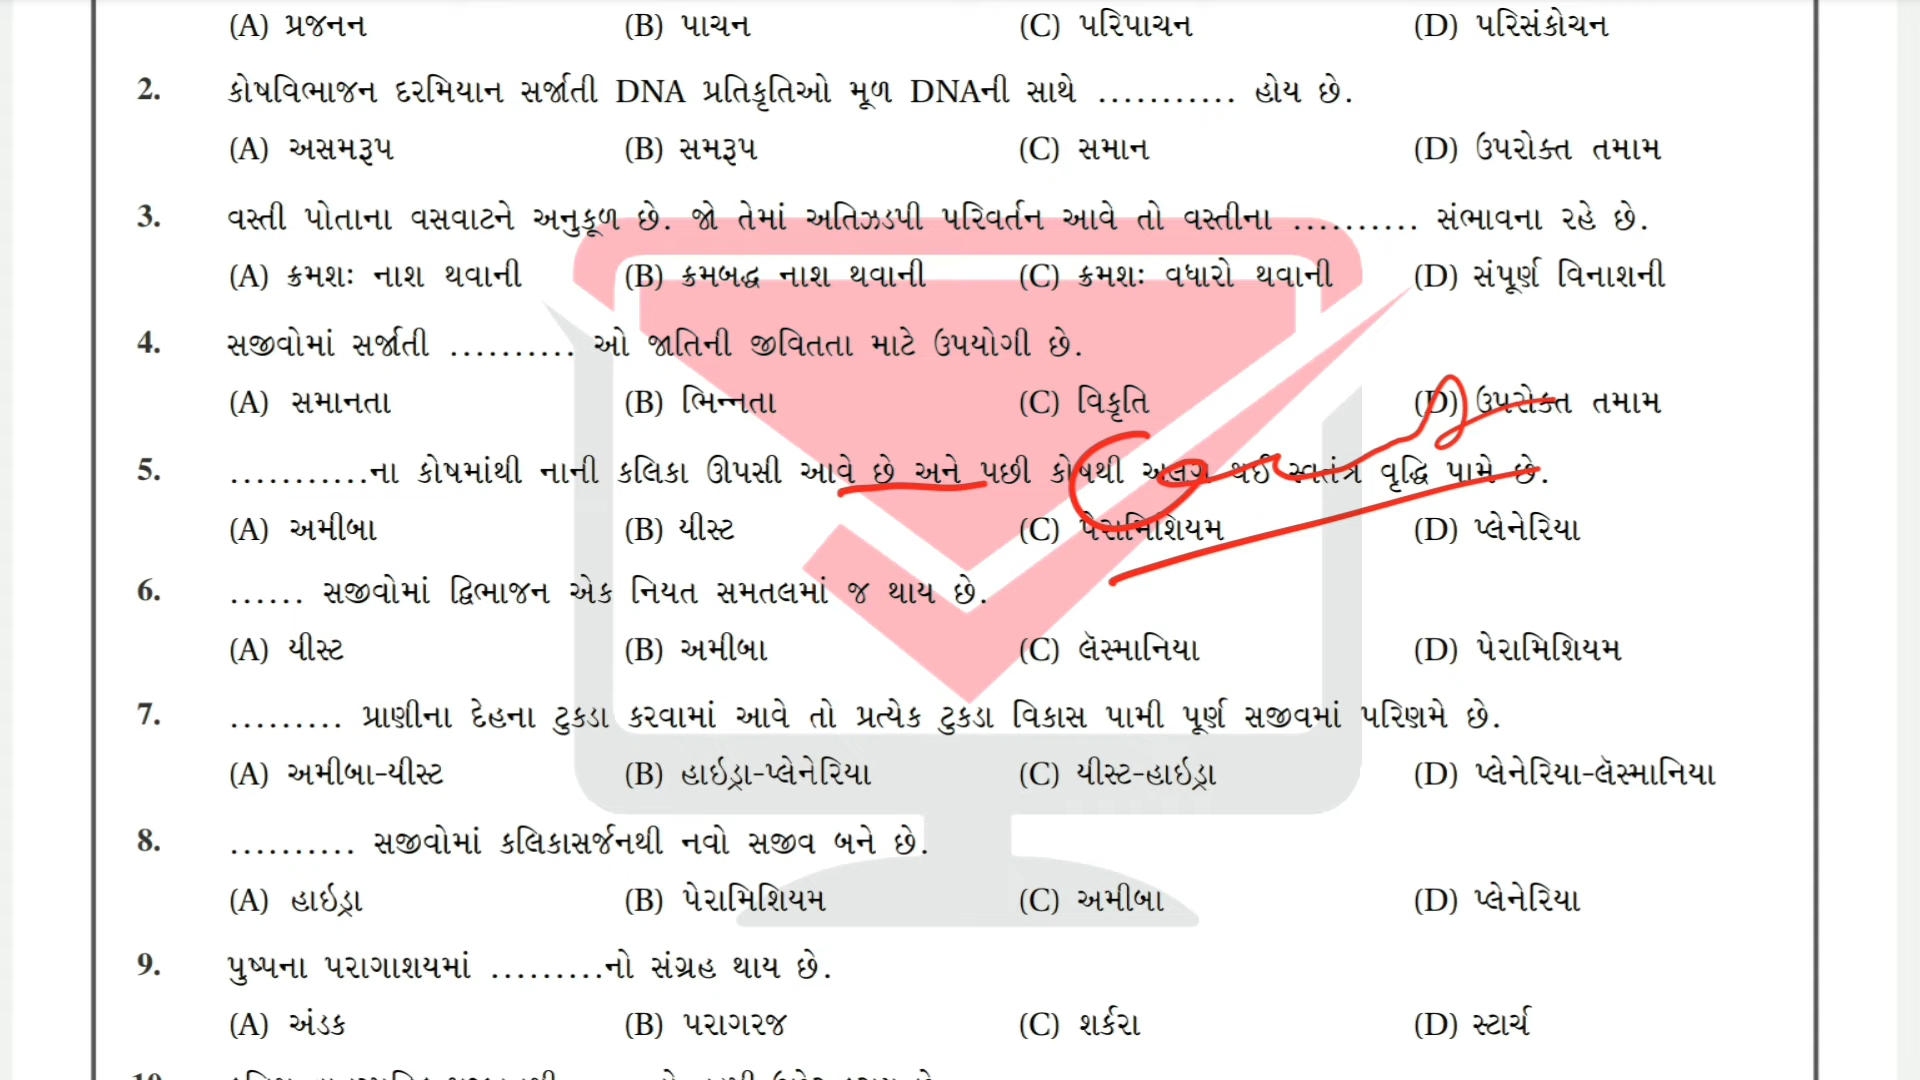 (A) પ્રજનન (B) પાચન (C) પરિપાચન (D) પરિસંકોચન
2. કોષવિભાજન દરમિયાન સર્જાતી DNA પ્રતિકૃતિઓ મૂળ DNAની સાથે ........... હોય છે.
(A) અસમરૂપ (B) સમરૂપ (C) સમાન (D) ઉપરોક્ત તમામ
3. વસ્તી પોતાના વસવાટને અનુકૂળ છે. જો તેમાં અતિઝડપી પરિવર્તન આવે તો વસ્તીના .......... સંભાવના રહે છે.
(A) ક્રમશઃ નાશ થવાની (B) ક્રમબદ્ધ નાશ થવાની (C) ક્રમશઃ વધારો થવાની (D) સંપૂર્ણ વિનાશની
4. સજીવોમાં સર્જાતી .......... ઓ જાતિની જીવિતતા માટે ઉપયોગી છે.
(A) સમાનતા (B) ભિન્નતા (C) વિકૃતિ (D) ઉપરોક્ત તમામ
5. ...........ના કોષમાંથી નાની કલિકા ઊપસી આવે છે અને પછી કોષથી અલગ થઈ સ્વતંત્ર વૃદ્ધિ પામે છે.
(A) અમીબા (B) યીસ્ટ (C) પેરામિશિયમ (D) પ્લેનેરિયા
6. ...... સજીવોમાં દ્વિભાજન એક નિયત સમતલમાં જ થાય છે.
(A) યીસ્ટ (B) અમીબા (C) લૅસ્માનિયા (D) પેરામિશિયમ
7. ......... પ્રાણીના દેહના ટુકડા કરવામાં આવે તો પ્રત્યેક ટુકડા વિકાસ પામી પૂર્ણ સજીવમાં પરિણમે છે.
(A) અમીબા-યીસ્ટ (B) હાઇડ્રા-પ્લેનેરિયા (C) યીસ્ટ-હાઇડ્રા (D) પ્લેનેરિયા-લૅસ્માનિયા
8. .......... સજીવોમાં કલિકાસર્જનથી નવો સજીવ બને છે.
(A) હાઇડ્રા (B) પેરામિશિયમ (C) અમીબા (D) પ્લેનેરિયા
9. પુષ્પના પરાગાશયમાં .........નો સંગ્રહ થાય છે.
(A) અંડક (B) પરાગરજ (C) શર્કરા (D) સ્ટાર્ચ